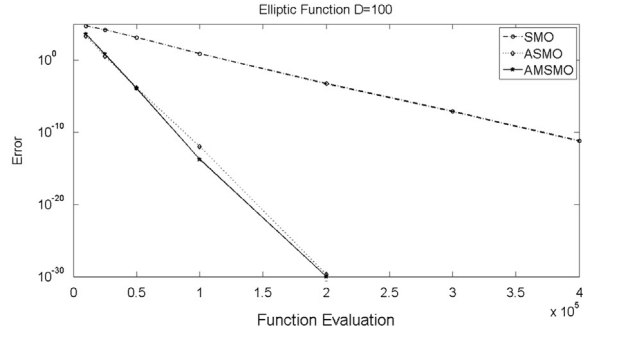 Elliptic Function D=100
SMO
ASMO
AMSMO
Error
10^0
10^-10
10^-20
10^-30
0 0.5 1 1.5 2 2.5 3 3.5 4
x 10^5
Function Evaluation